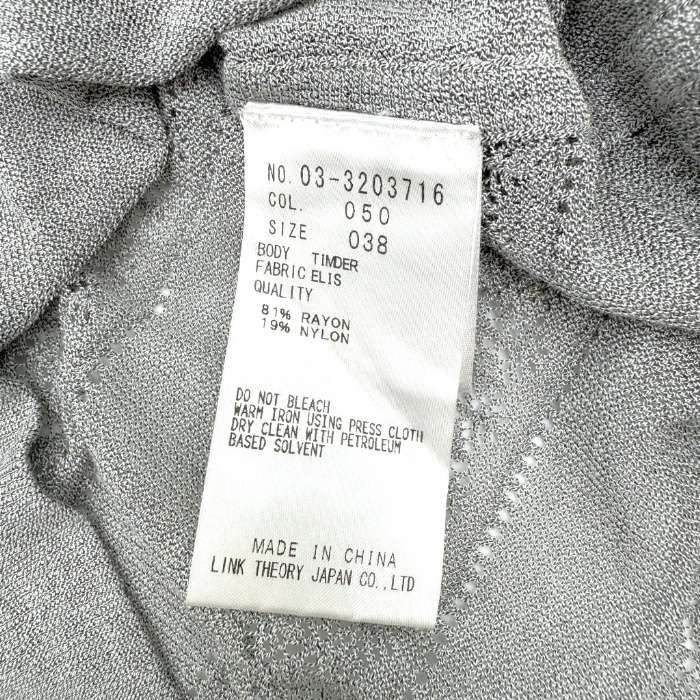 NO. 03-3203716
COL. 050
SIZE 038
BODY TIMDER
FABRIC ELIS
QUALITY
81% RAYON
19% NYLON
DO NOT BLEACH
WARM IRON USING PRESS CLOTH
DRY CLEAN WITH PETROLEUM
BASED SOLVENT
MADE IN CHINA
LINK THEORY JAPAN CO.,LTD